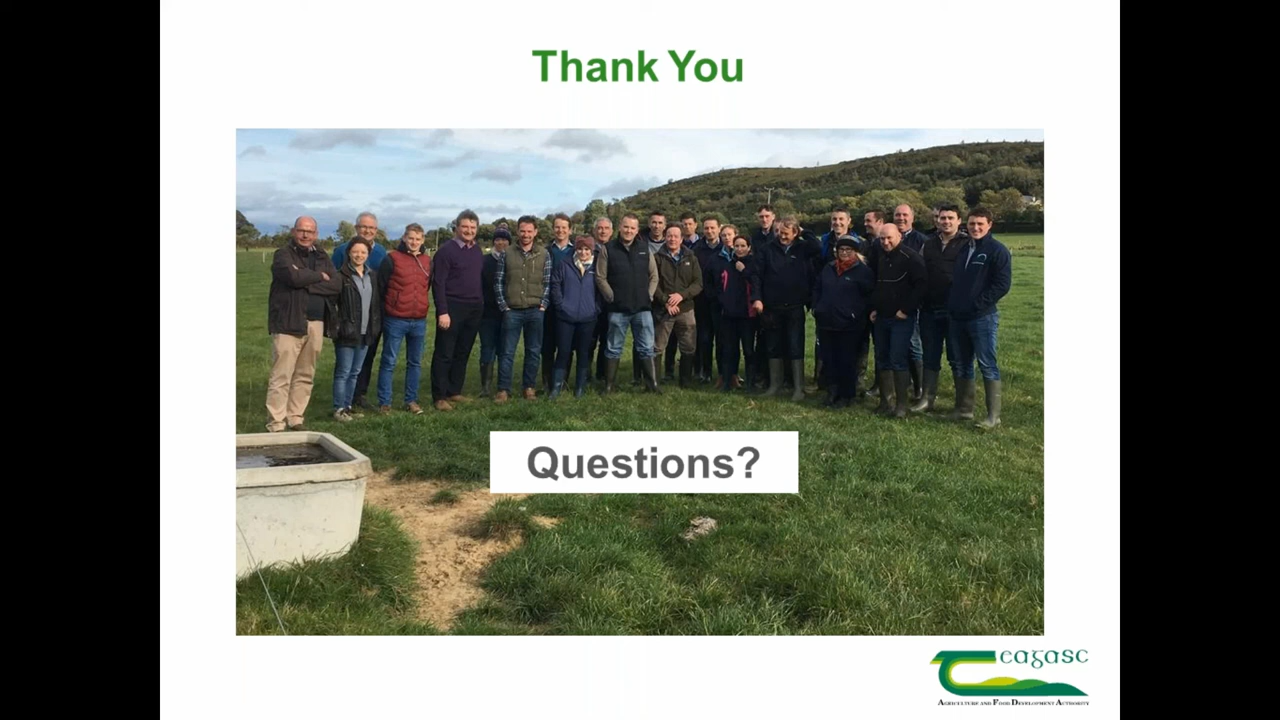 Thank You
Questions?
teagasc
AGRICULTURE AND FOOD DEVELOPMENT AUTHORITY